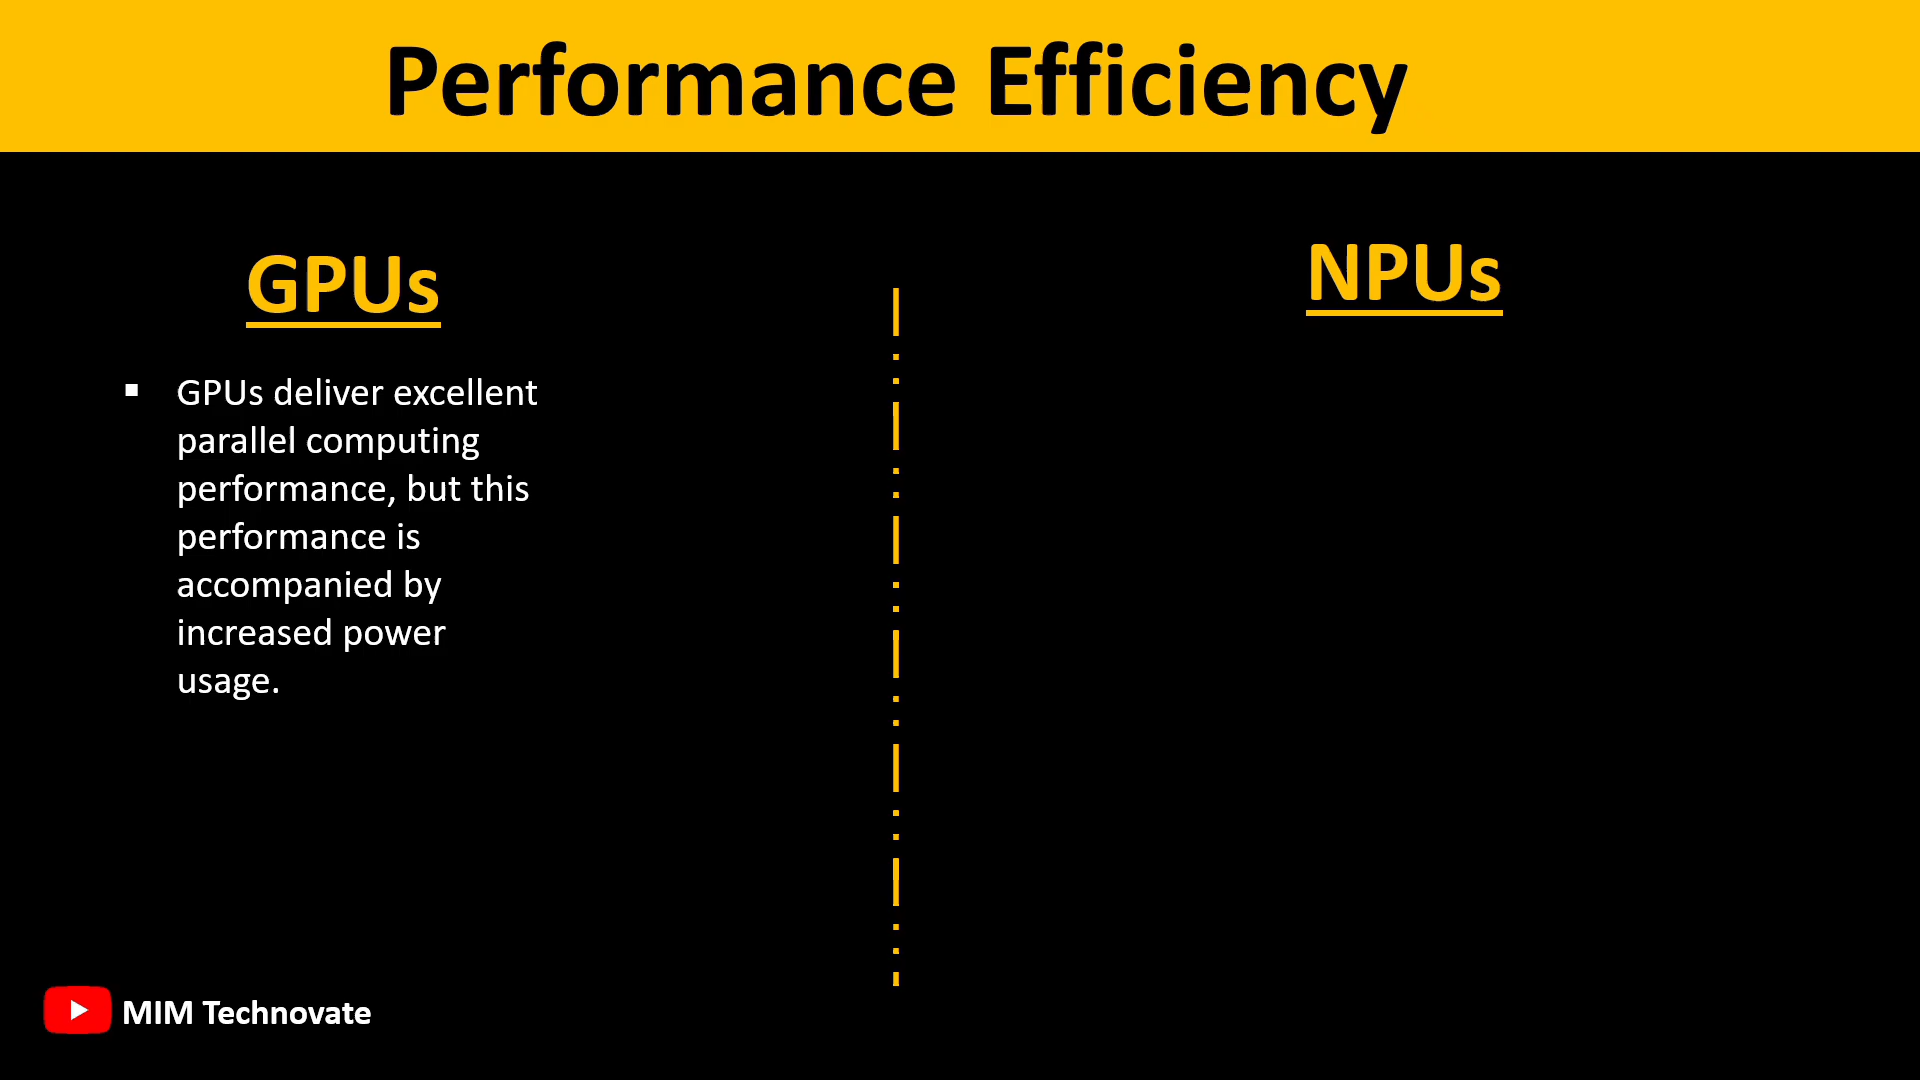 Performance Efficiency
GPUs
NPUs
▪ GPUs deliver excellent
parallel computing
performance, but this
performance is
accompanied by
increased power
usage.
MIM Technovate